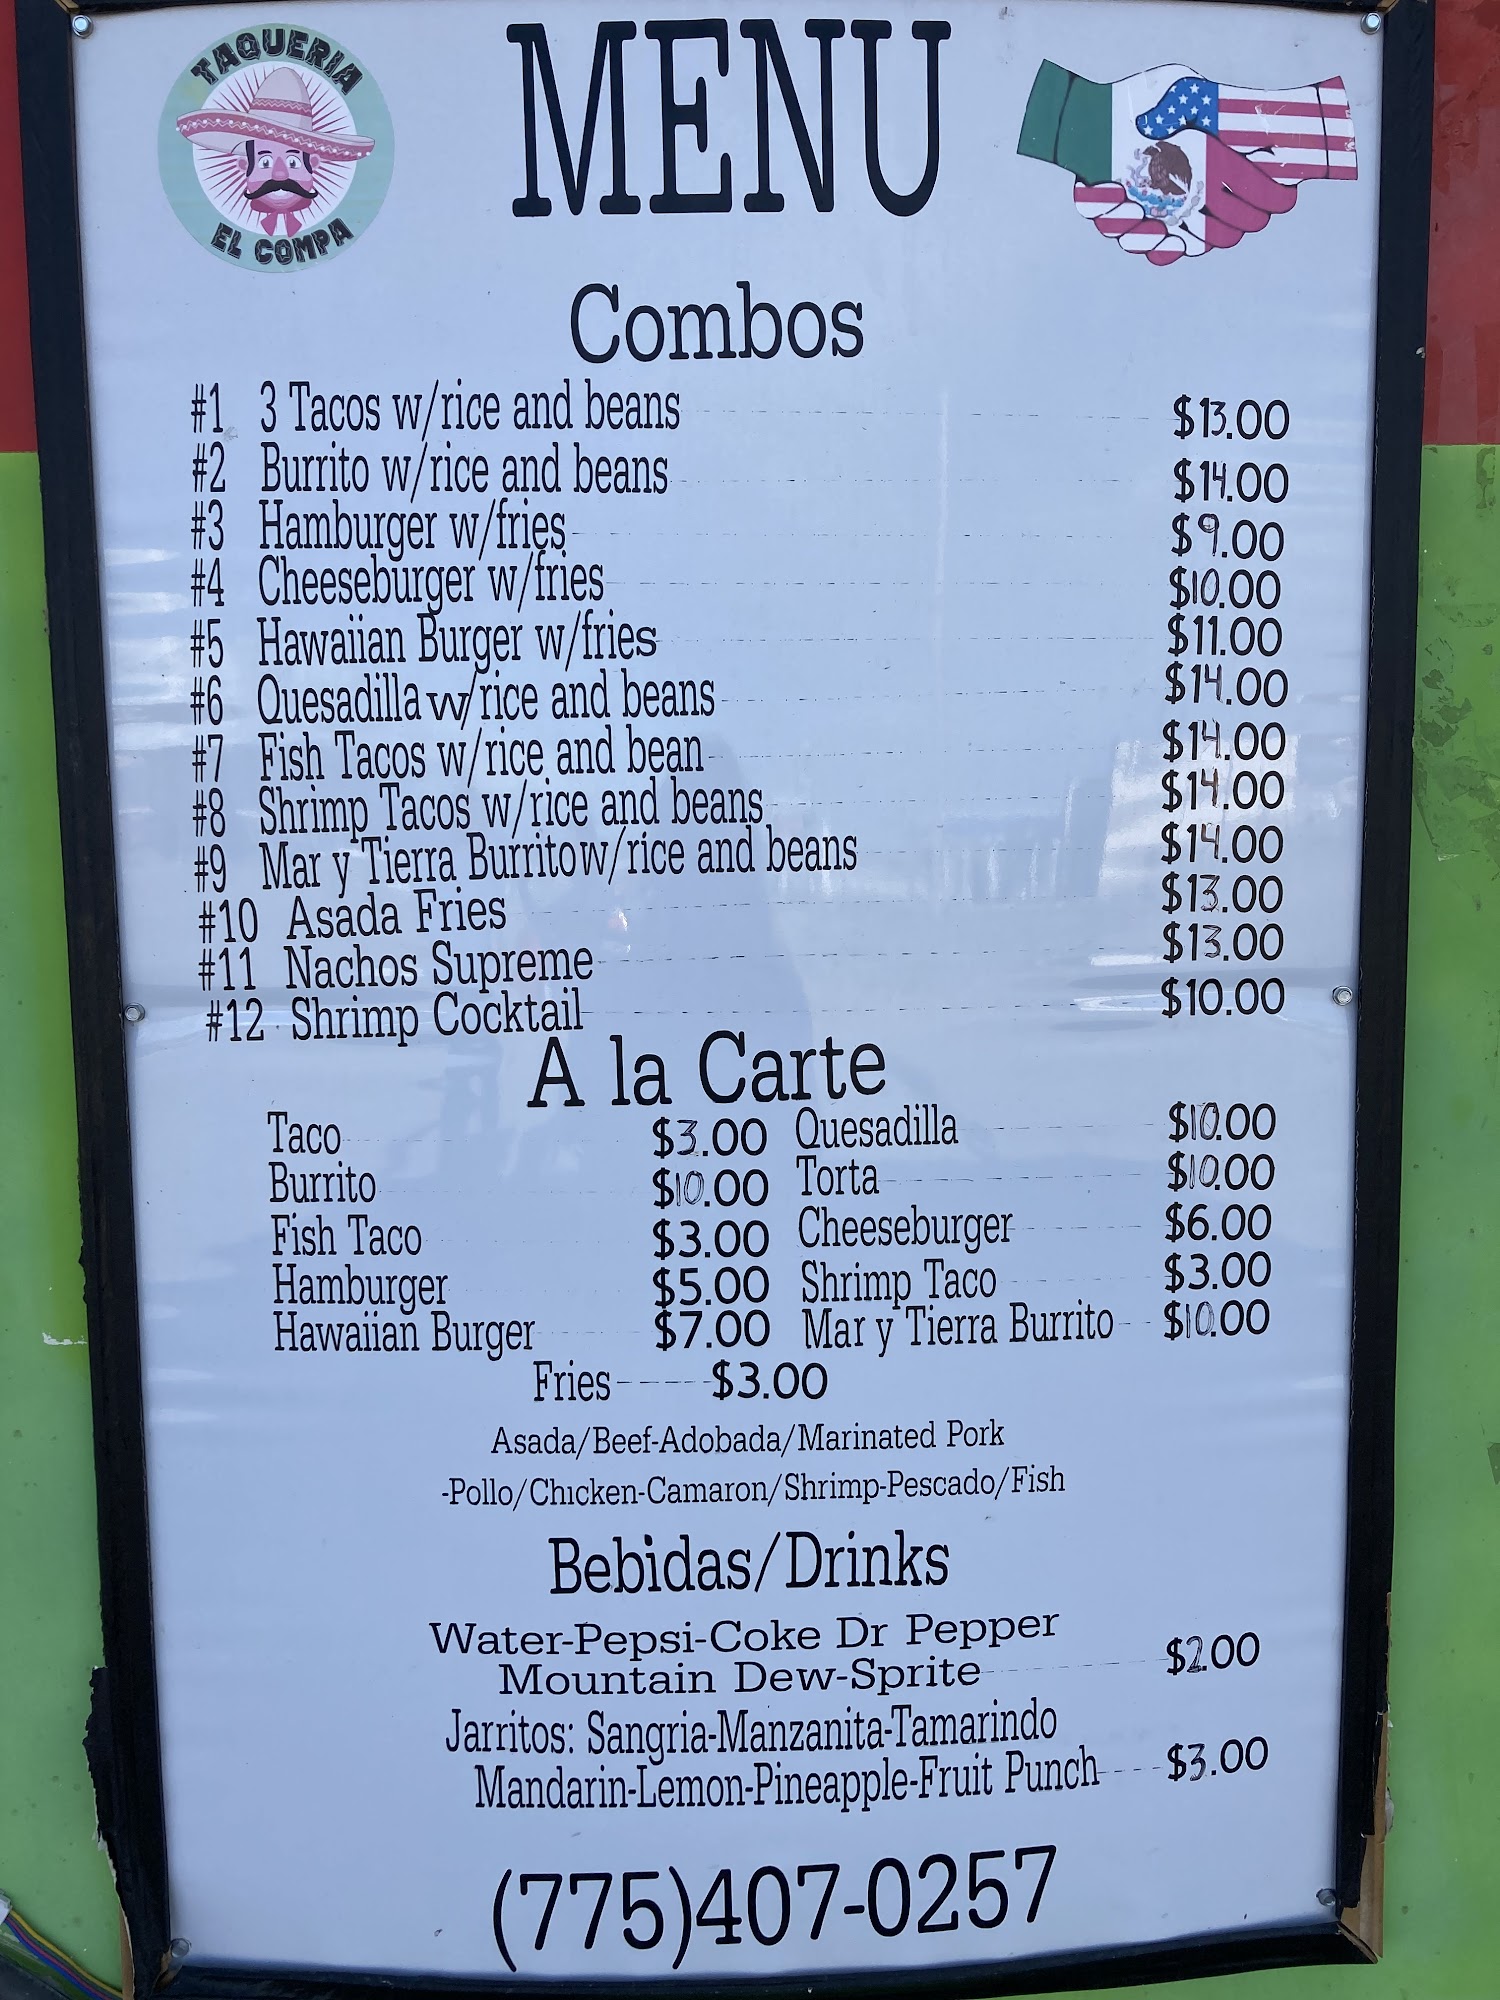 TAQUERIA
EL COMPA
MENU
Combos
#1 3 Tacos w/rice and beans $13.00
#2 Burrito w/rice and beans $14.00
#3 Hamburger w/fries $9.00
#4 Cheeseburger w/fries $10.00
#5 Hawaiian Burger w/fries $11.00
#6 Quesadilla w/rice and beans $14.00
#7 Fish Tacos w/rice and bean $14.00
#8 Shrimp Tacos w/rice and beans $14.00
#9 Mar y Tierra Burrito w/rice and beans $14.00
#10 Asada Fries $13.00
#11 Nachos Supreme $13.00
#12 Shrimp Cocktail $10.00
A la Carte
Taco $3.00 Quesadilla $10.00
Burrito $10.00 Torta $10.00
Fish Taco $3.00 Cheeseburger $6.00
Hamburger $5.00 Shrimp Taco $3.00
Hawaiian Burger $7.00 Mar y Tierra Burrito $10.00
Fries $3.00
Asada/Beef-Adobada/Marinated Pork
-Pollo/Chicken-Camaron/Shrimp-Pescado/Fish
Bebidas/Drinks
Water-Pepsi-Coke Dr Pepper
Mountain Dew-Sprite $2.00
Jarritos: Sangria-Manzanita-Tamarindo
Mandarin-Lemon-Pineapple-Fruit Punch $3.00
(775)407-0257